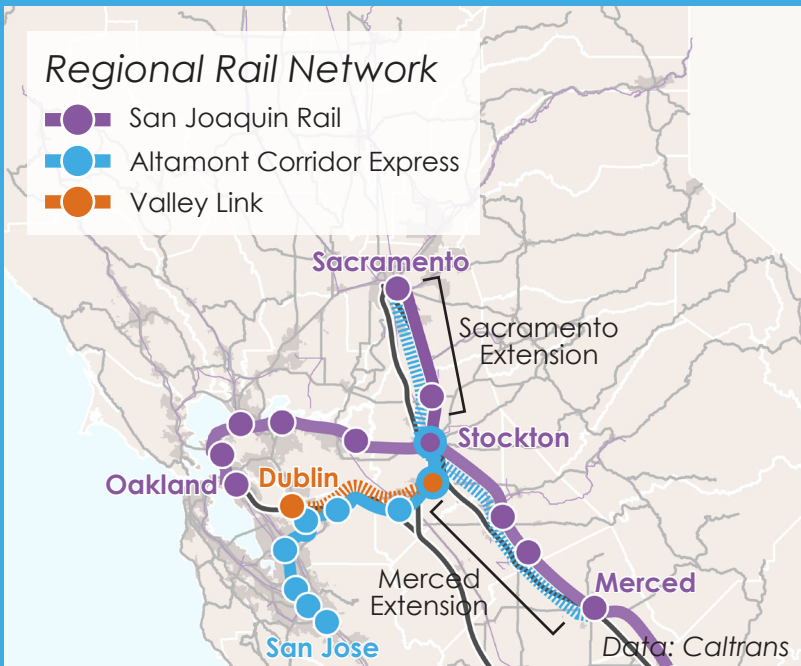 Regional Rail Network
San Joaquin Rail
Altamont Corridor Express
Valley Link
Sacramento
Sacramento
Extension
Stockton
Oakland
Dublin
Merced
Extension
Merced
San Jose
Data: Caltrans